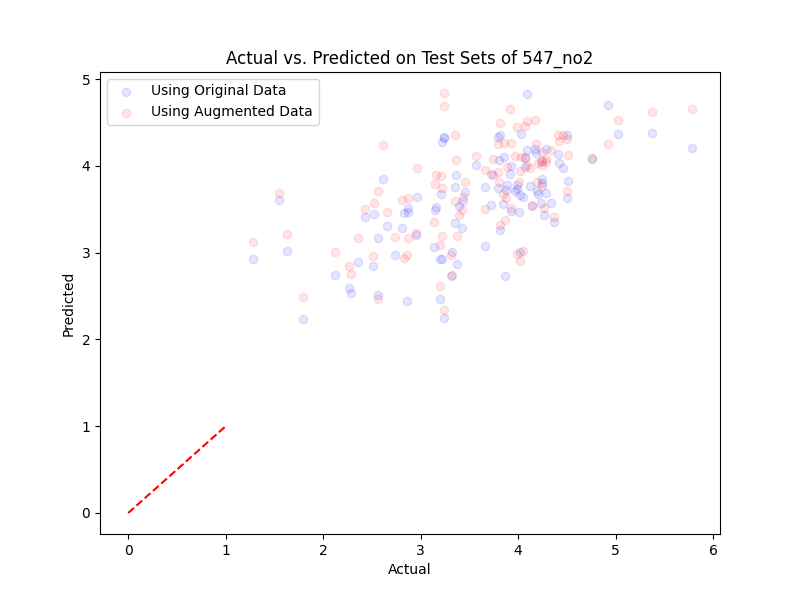 Actual vs. Predicted on Test Sets of 547_no2
Using Original Data
Using Augmented Data
5
4
3
2
1
0
Predicted
0 1 2 3 4 5 6
Actual